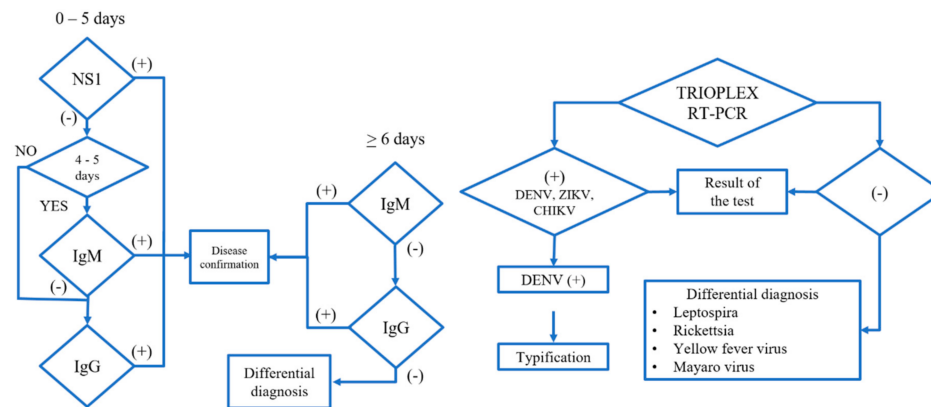 0 – 5 days
NS1
(+)
(-)
NO
4 - 5
days
YES
IgM
(+)
(-)
IgG
(+)
Disease
confirmation
≥ 6 days
(+)
IgM
(-)
(+)
IgG
(-)
Differential
diagnosis
TRIOPLEX
RT-PCR
(+)
DENV, ZIKV,
CHIKV
Result of
the test
(-)
DENV (+)
Typification
Differential diagnosis
• Leptospira
• Rickettsia
• Yellow fever virus
• Mayaro virus